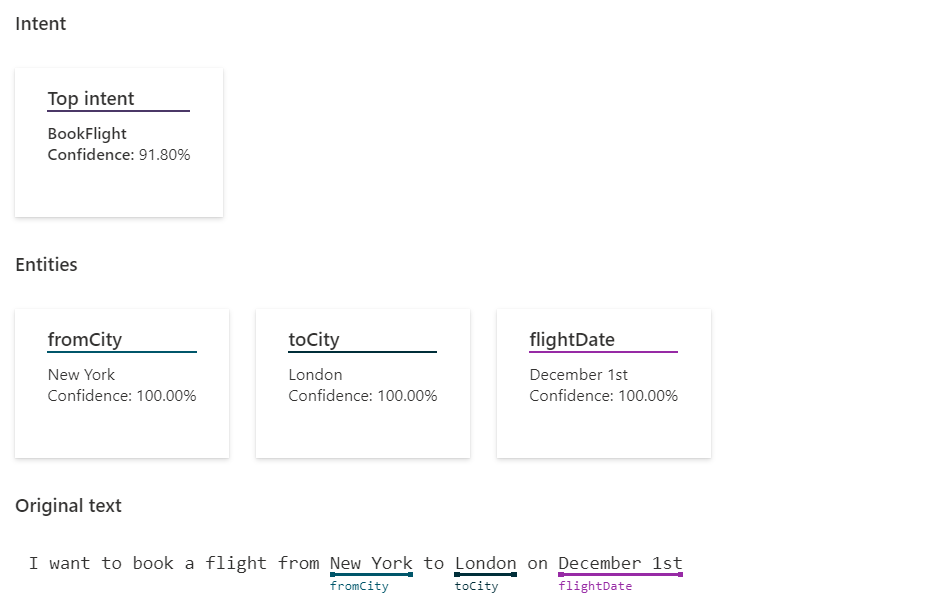 Intent
Top intent
BookFlight
Confidence: 91.80%
Entities
fromCity
New York
Confidence: 100.00%
toCity
London
Confidence: 100.00%
flightDate
December 1st
Confidence: 100.00%
Original text
I want to book a flight from New York to London on December 1st
fromCity toCity flightDate